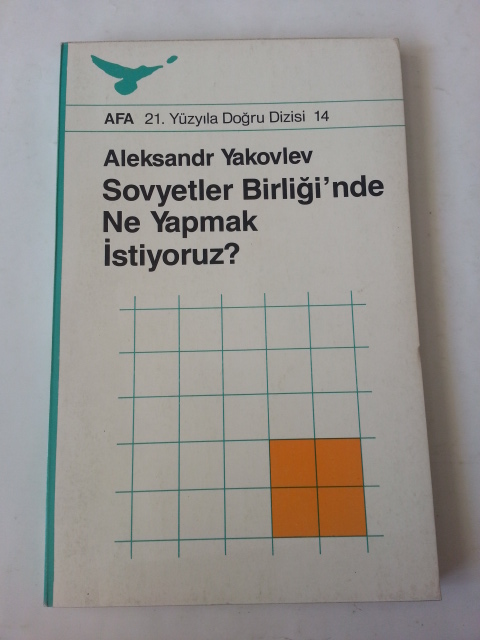 AFA 21. Yüzyıla Doğru Dizisi 14
Aleksandr Yakovlev
Sovyetler Birliği'nde
Ne Yapmak
İstiyoruz?